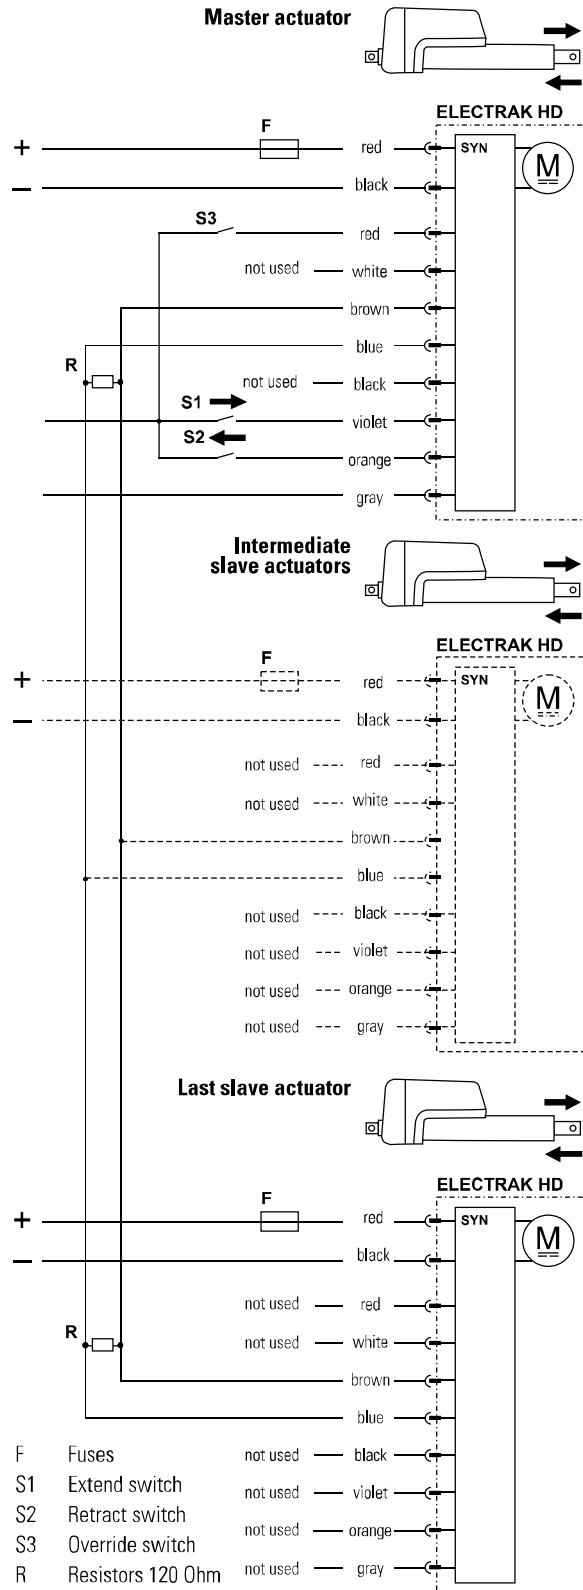 Master actuator
ELECTRAK HD
F
+ red SYN M
− black
S3 red
not used white
brown
blue
R
not used black
S1
violet
S2
orange
gray
Intermediate
slave actuators
ELECTRAK HD
F
+ red SYN M
− black
not used red
not used white
brown
blue
not used black
not used violet
not used orange
not used gray
Last slave actuator
ELECTRAK HD
F
+ red SYN M
− black
not used red
R
not used white
brown
blue
not used black
not used violet
not used orange
not used gray
F Fuses
S1 Extend switch
S2 Retract switch
S3 Override switch
R Resistors 120 Ohm